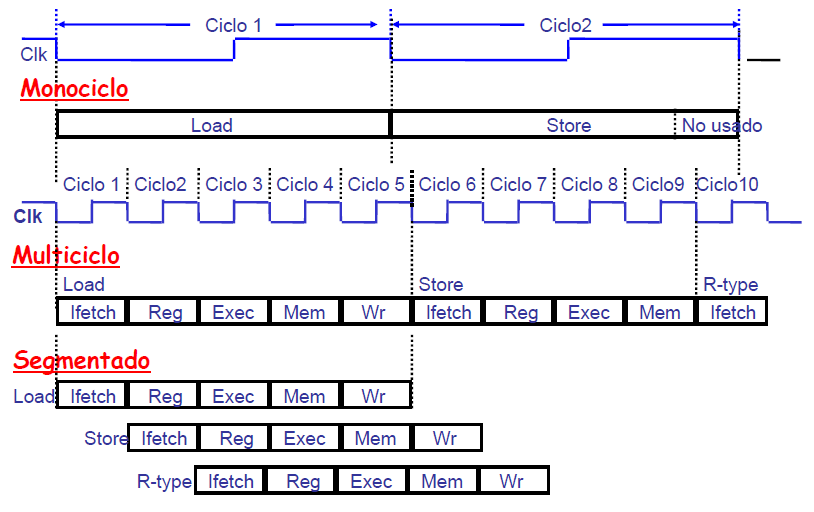 Ciclo 1 Ciclo2
Clk
Monociclo
Load Store No usado
Ciclo 1 Ciclo2 Ciclo 3 Ciclo 4 Ciclo 5 Ciclo 6 Ciclo 7 Ciclo 8 Ciclo9 Ciclo10
Clk
Multiciclo
Load Store R-type
Ifetch Reg Exec Mem Wr Ifetch Reg Exec Mem Ifetch
Segmentado
Load Ifetch Reg Exec Mem Wr
Store Ifetch Reg Exec Mem Wr
R-type Ifetch Reg Exec Mem Wr